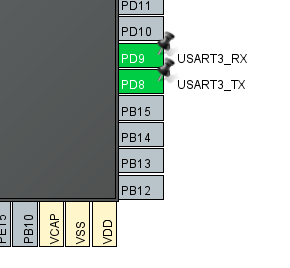 PD11
PD10
PD9 USART3_RX
PD8 USART3_TX
PB15
PB14
PB13
PB12
PE15
PB10
VCAP
VSS
VDD